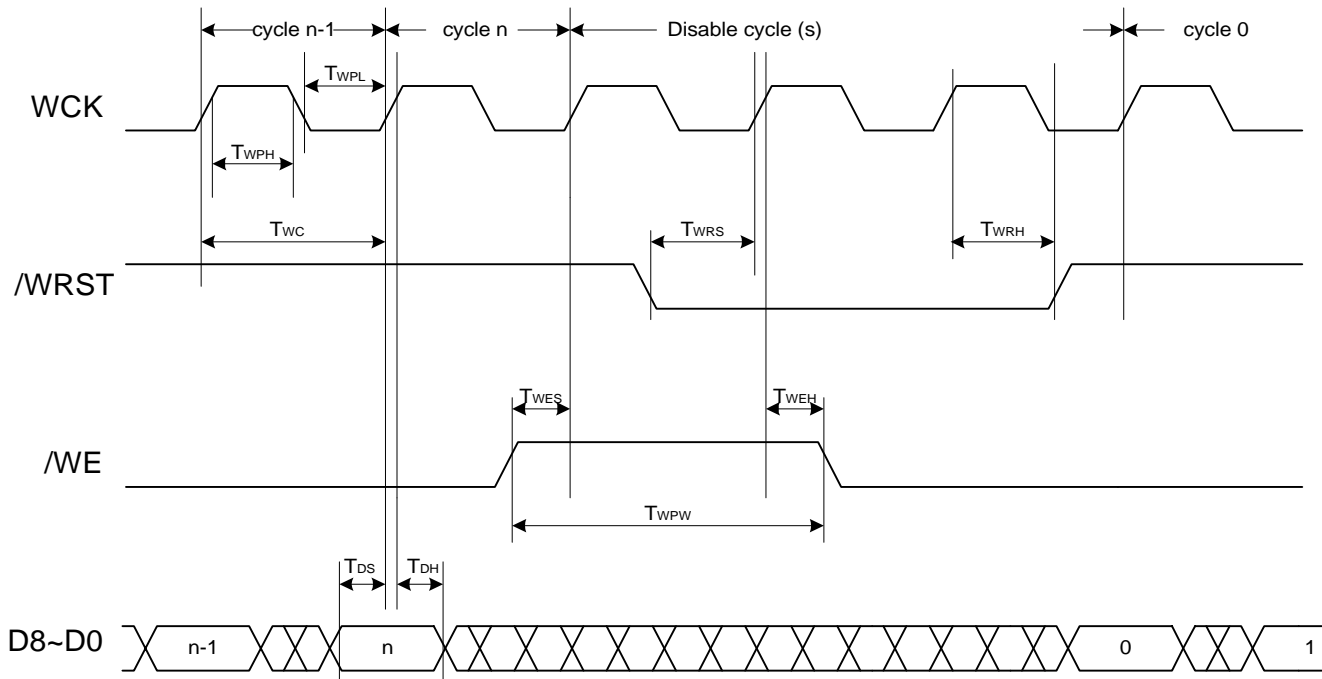 cycle n-1 cycle n Disable cycle (s) cycle 0
TWPL
WCK
TWPH
TWC TWRS TWRH
/WRST
TWES TWEH
/WE
TWPW
TDS TDH
D8~D0 n-1 n 0 1